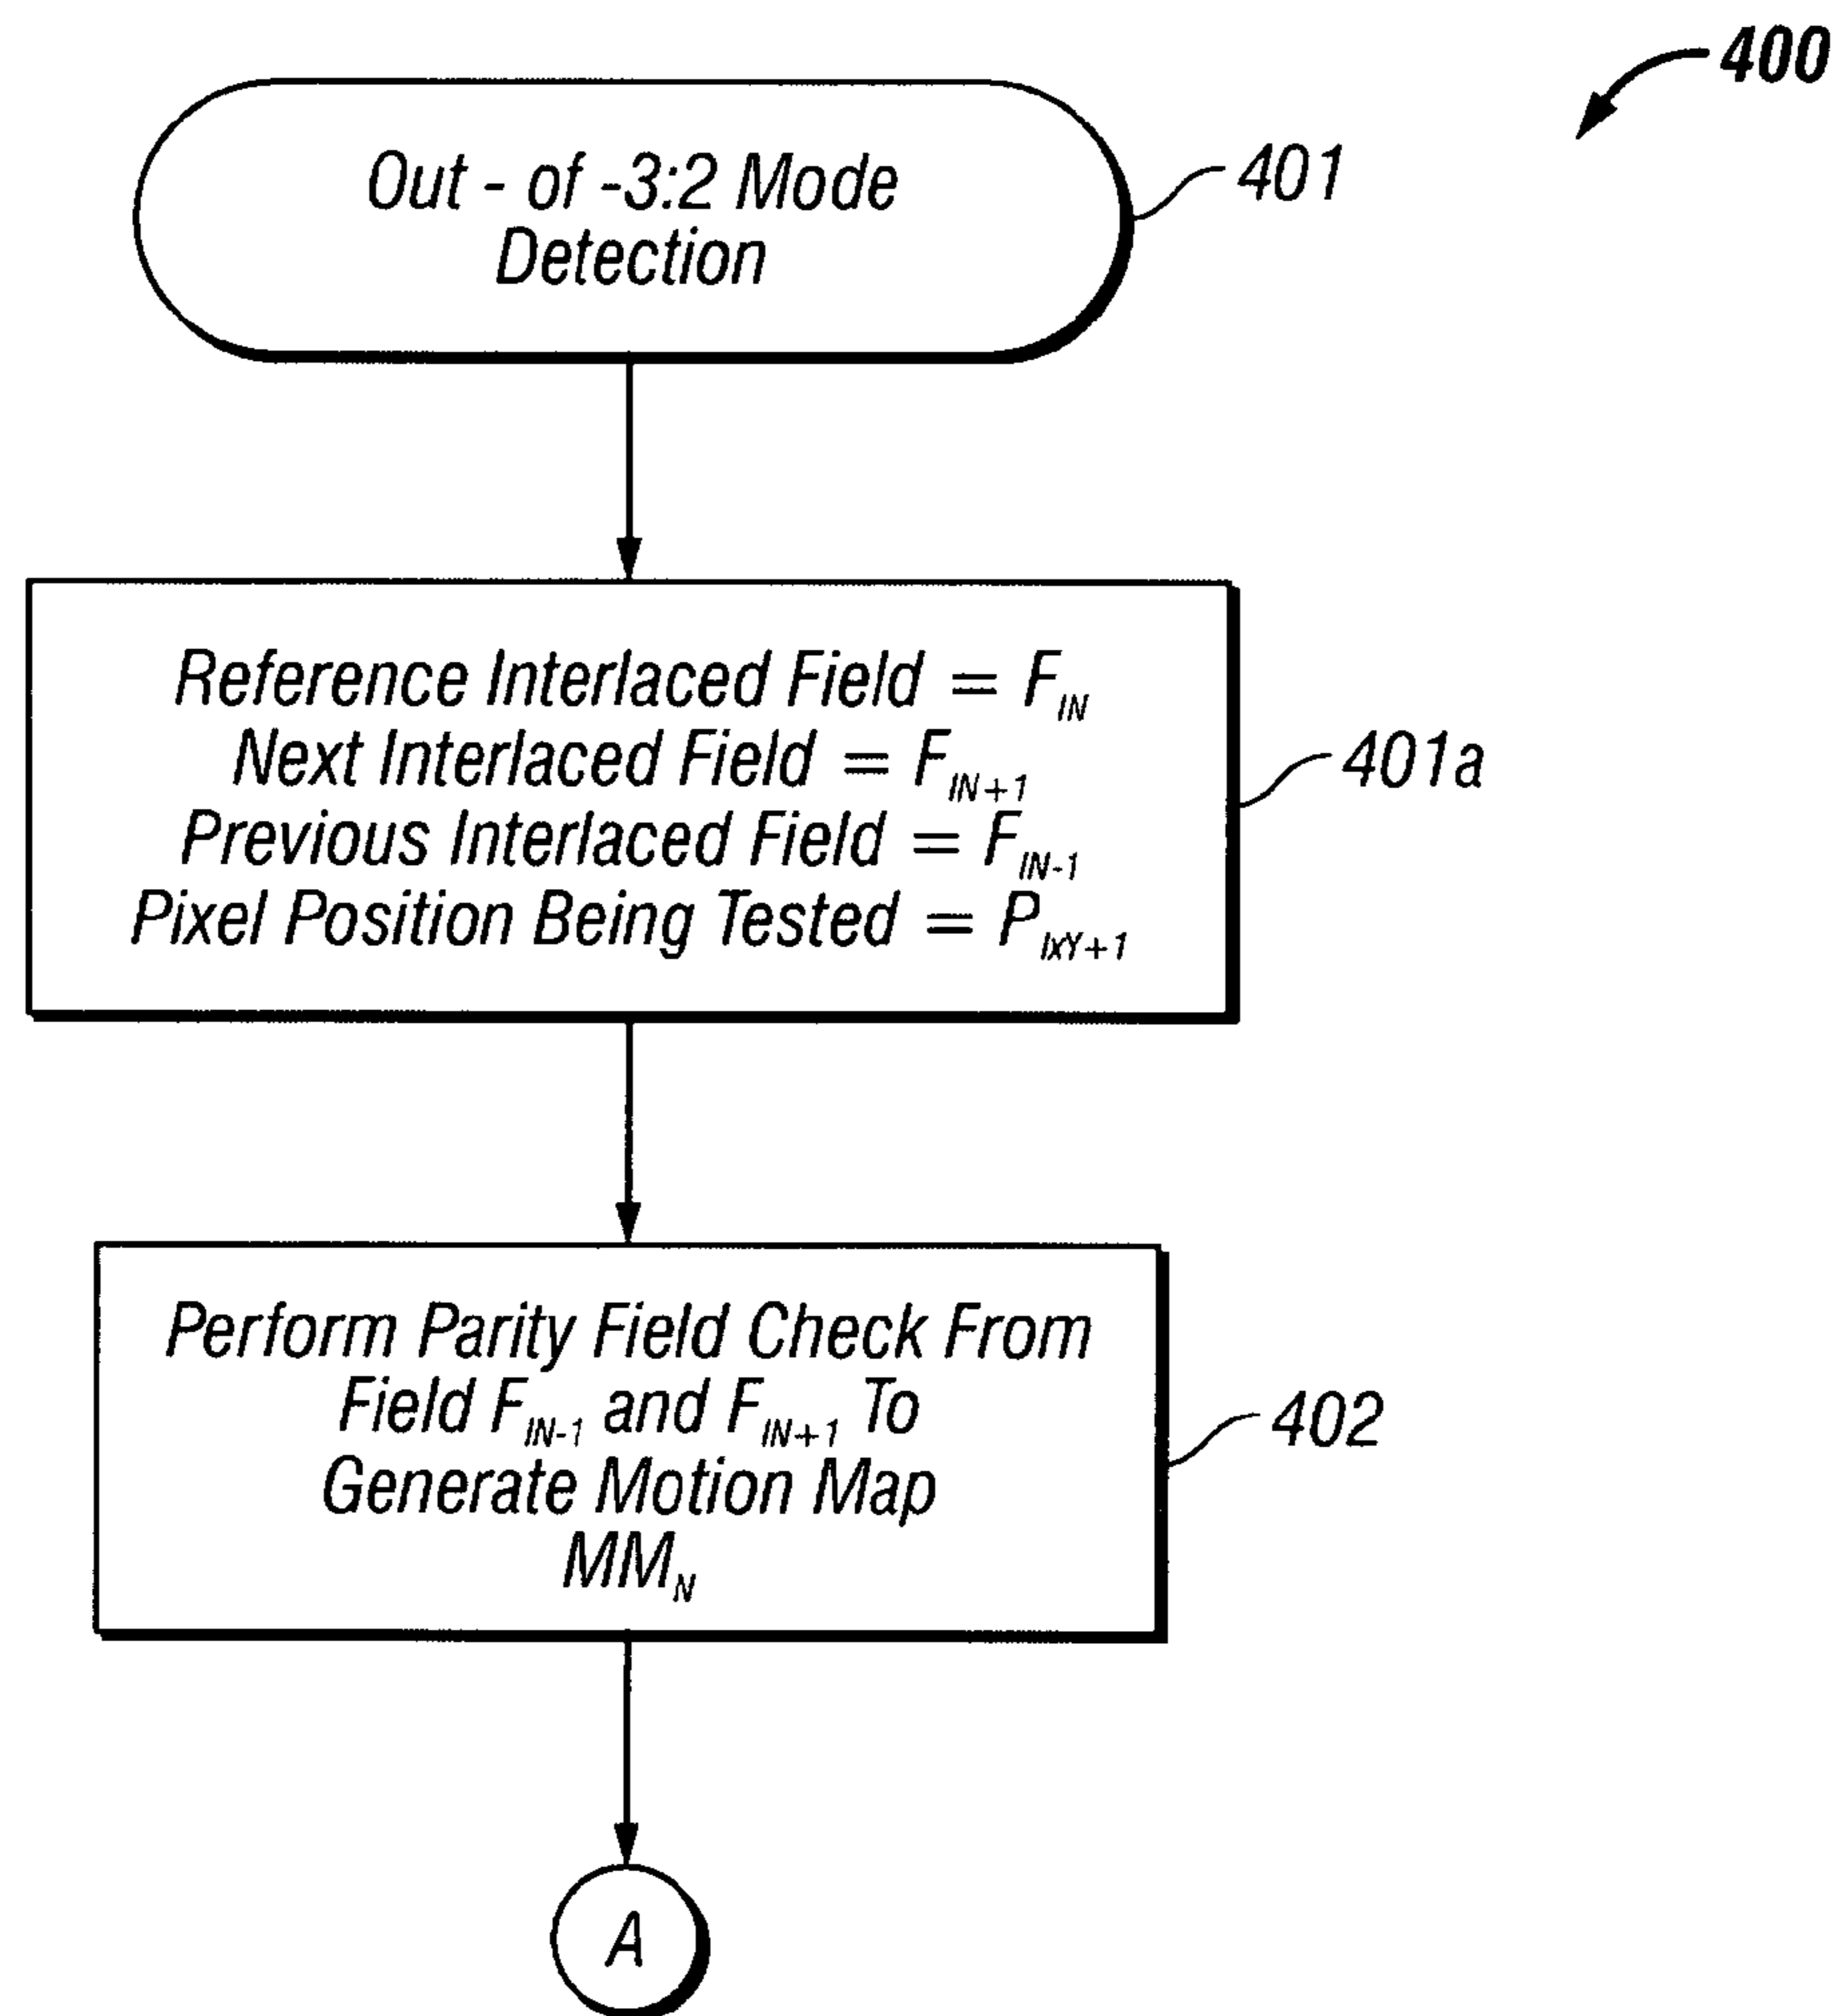 400
Out - of -3:2 Mode
Detection
401
Reference Interlaced Field = F_IN
Next Interlaced Field = F_IN+1
Previous Interlaced Field = F_IN-1
Pixel Position Being Tested = P_IxY+1
401a
Perform Parity Field Check From
Field F_IN-1 and F_IN+1 To
Generate Motion Map
MM_N
402
A